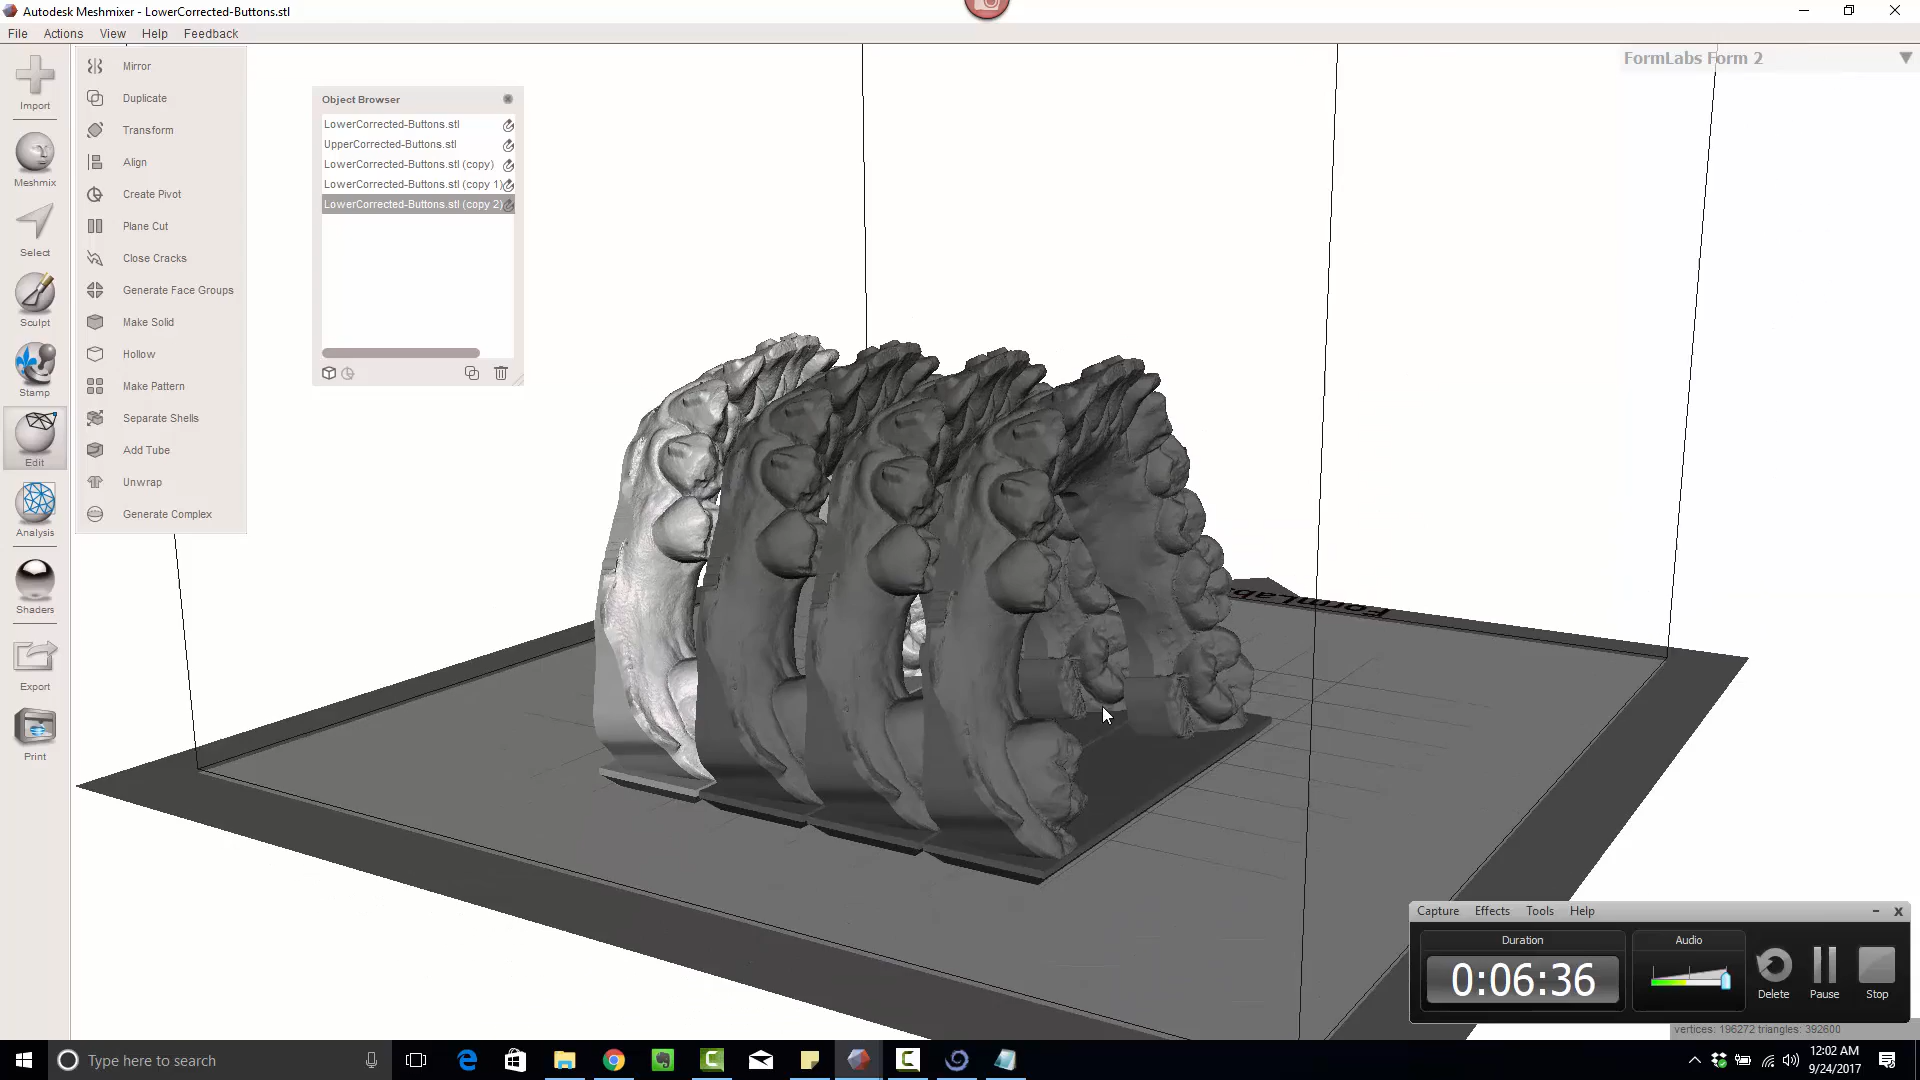 Autodesk Meshmixer - LowerCorrected-Buttons.stl
File Actions View Help Feedback
FormLabs Form 2
Import
Meshmix
Select
Sculpt
Stamp
Edit
Analysis
Shaders
Export
Print
Mirror
Duplicate
Transform
Align
Create Pivot
Plane Cut
Close Cracks
Generate Face Groups
Make Solid
Hollow
Make Pattern
Separate Shells
Add Tube
Unwrap
Generate Complex
Object Browser
LowerCorrected-Buttons.stl
UpperCorrected-Buttons.stl
LowerCorrected-Buttons.stl (copy)
LowerCorrected-Buttons.stl (copy 1)
LowerCorrected-Buttons.stl (copy 2)
Capture Effects Tools Help
Duration
0:06:36
Audio
Delete
Pause
Stop
vertices: 196272 triangles: 392600
Type here to search
12:02 AM
9/24/2017